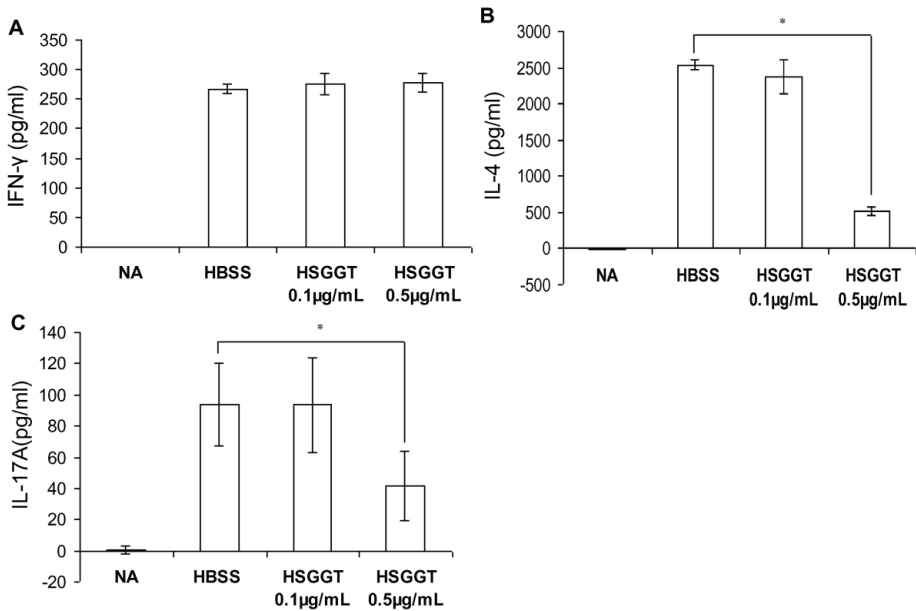 A
350
300
250
200
150
100
50
0
IFN-γ (pg/ml)
NA HBSS HSGGT HSGGT
0.1µg/mL 0.5µg/mL
B
*
3000
2500
2000
1500
1000
500
0
-500
IL-4 (pg/ml)
NA HBSS HSGGT HSGGT
0.1µg/mL 0.5µg/mL
C
*
140
120
100
80
60
40
20
0
-20
IL-17A(pg/ml)
NA HBSS HSGGT HSGGT
0.1µg/mL 0.5µg/mL